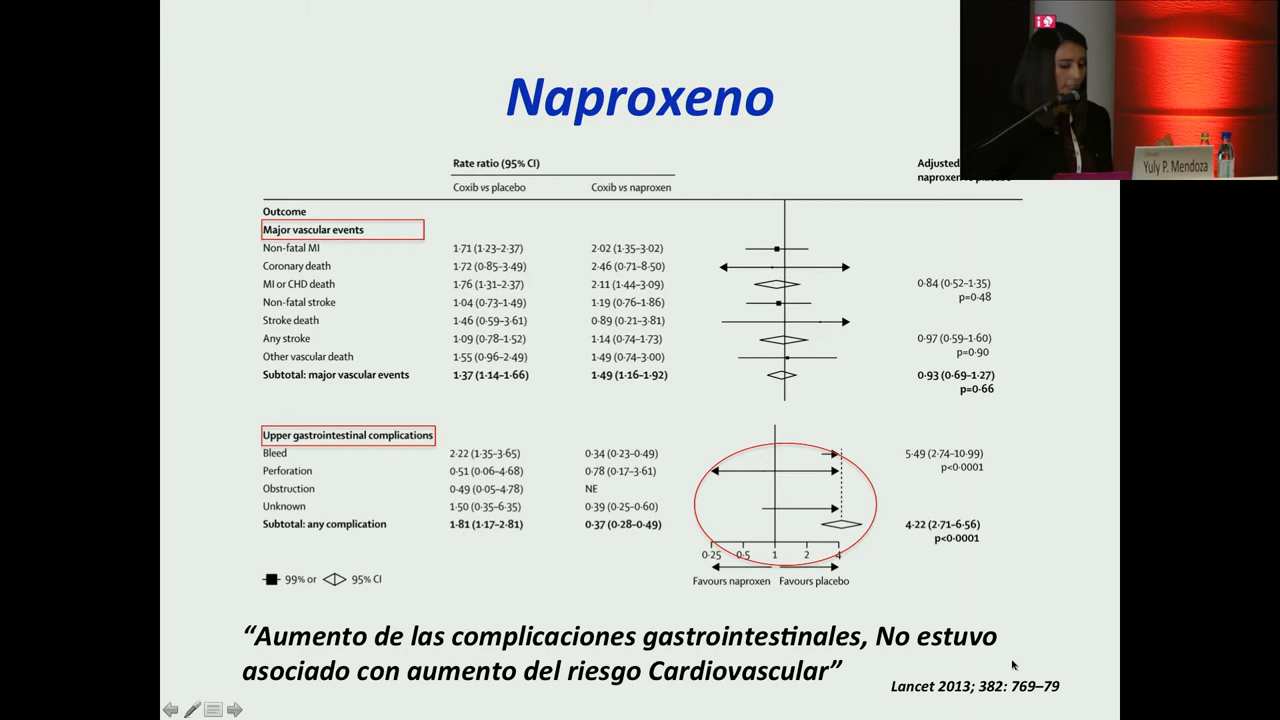 Naproxeno
Yuly P. Mendoza
Rate ratio (95% CI)
Adjusted
Coxib vs placebo Coxib vs naproxen
Outcome
Major vascular events
Non-fatal MI 1·71 (1·23–2·37) 2·02 (1·35–3·02)
Coronary death 1·72 (0·85–3·49) 2·46 (0·71–8·50)
MI or CHD death 1·76 (1·31–2·37) 2·11 (1·44–3·09) 0·84 (0·52–1·35)
p=0·48
Non-fatal stroke 1·04 (0·73–1·49) 1·19 (0·76–1·86)
Stroke death 1·46 (0·59–3·61) 0·89 (0·21–3·81)
Any stroke 1·09 (0·78–1·52) 1·14 (0·74–1·73) 0·97 (0·59–1·60)
p=0·90
Other vascular death 1·55 (0·96–2·49) 1·49 (0·74–3·00)
Subtotal: major vascular events 1·37 (1·14–1·66) 1·49 (1·16–1·92) 0·93 (0·69–1·27)
p=0·66
Upper gastrointestinal complications
Bleed 2·22 (1·35–3·65) 0·34 (0·23–0·49) 5·49 (2·74–10·99)
p<0·0001
Perforation 0·51 (0·06–4·68) 0·78 (0·17–3·61)
Obstruction 0·49 (0·05–4·78) NE
Unknown 1·50 (0·35–6·35) 0·39 (0·25–0·60)
Subtotal: any complication 1·81 (1·17–2·81) 0·37 (0·28–0·49) 4·22 (2·71–6·56)
p<0·0001
0·25 0·5 1 2 4
99% or 95% CI
Favours naproxen Favours placebo
“Aumento de las complicaciones gastrointestinales, No estuvo
asociado con aumento del riesgo Cardiovascular”
Lancet 2013; 382: 769–79